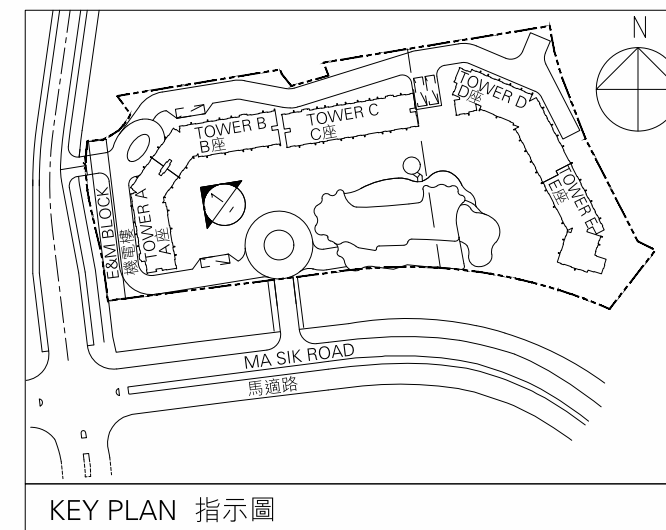 N
TOWER B
B座
TOWER C
C座
TOWER D
D座
TOWER E
E座
TOWER A
A座
E&M BLOCK
機電樓
1
-
MA SIK ROAD
馬適路
KEY PLAN 指示圖